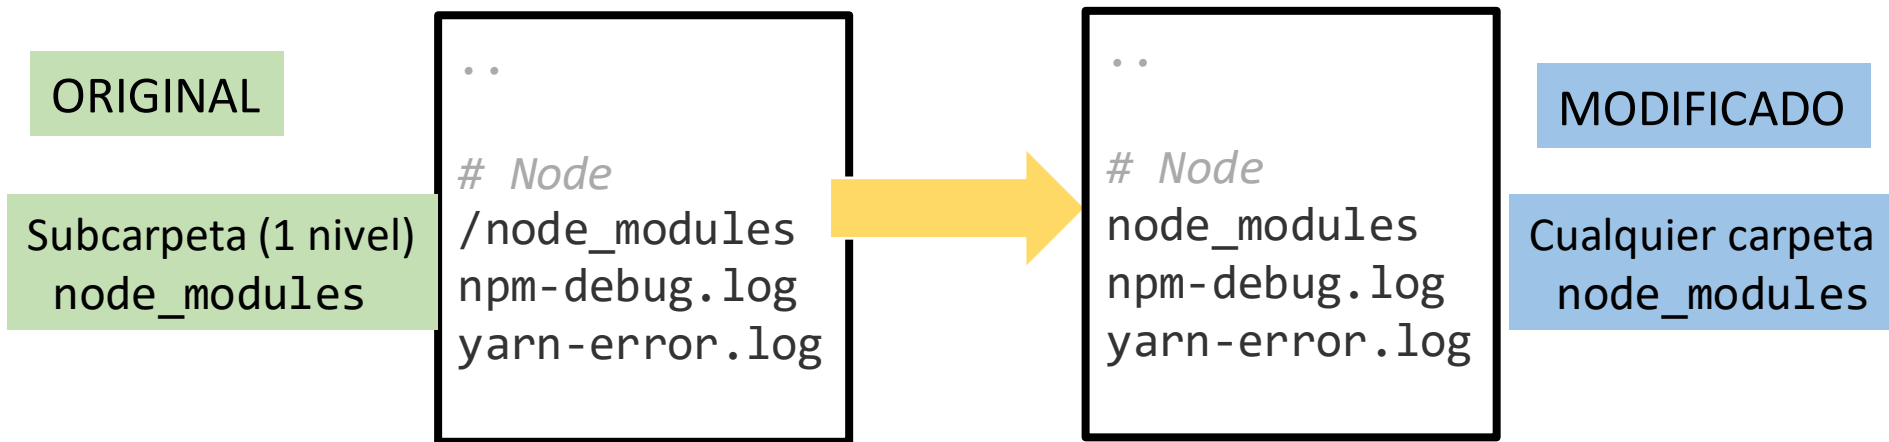 ORIGINAL
Subcarpeta (1 nivel)
node_modules
..
# Node
/node_modules
npm-debug.log
yarn-error.log
..
# Node
node_modules
npm-debug.log
yarn-error.log
MODIFICADO
Cualquier carpeta
node_modules